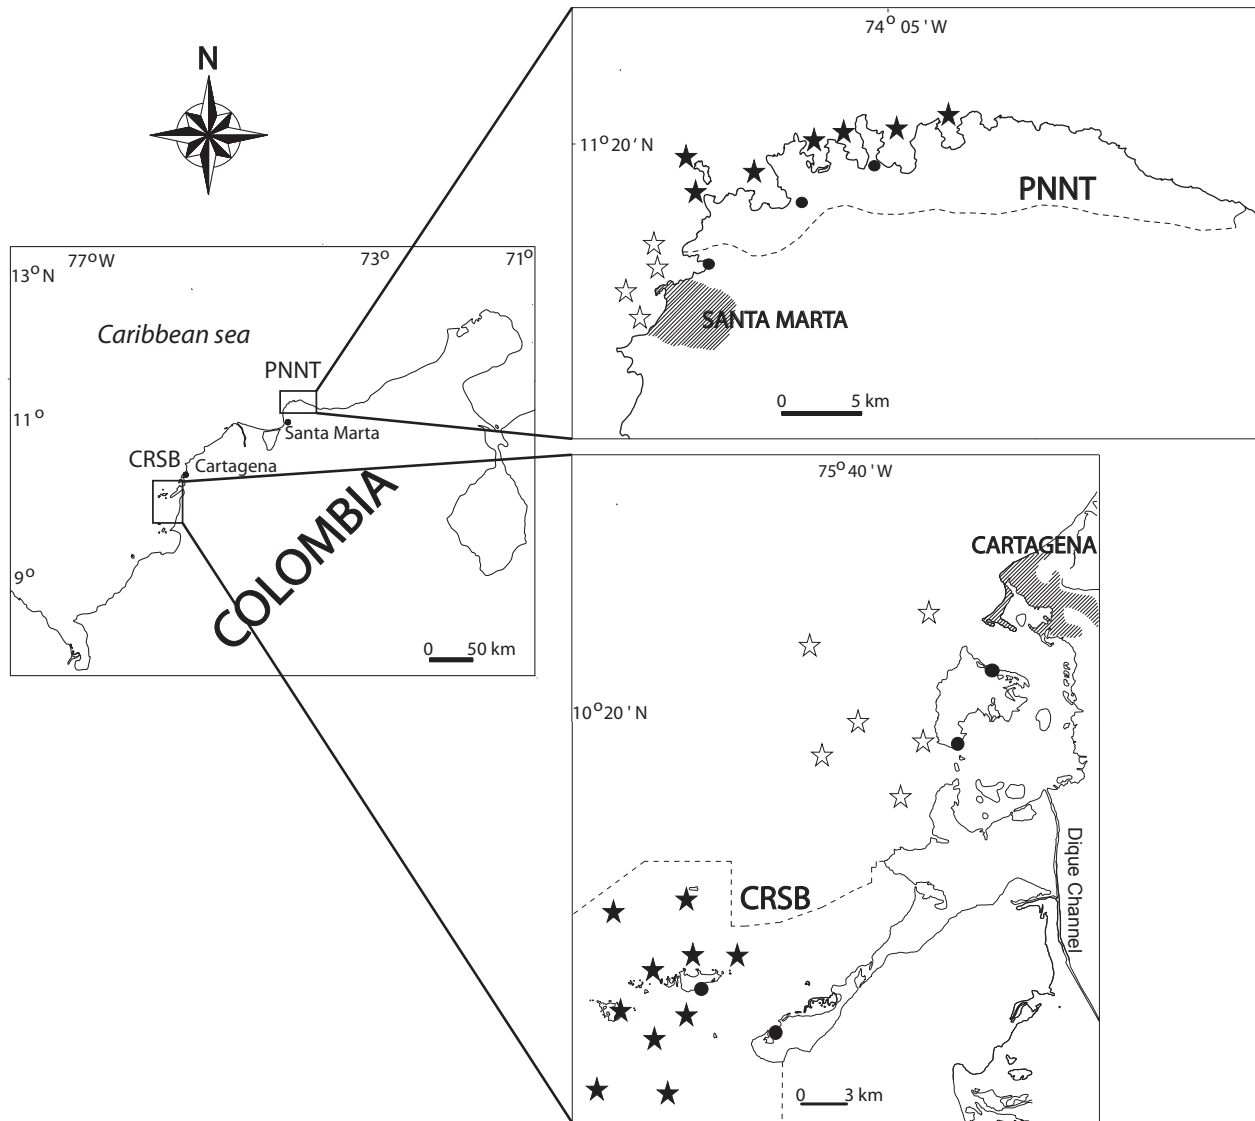 N
77°W
73°
71°
13°N
Caribbean sea
PNNT
11°
Santa Marta
CRSB
Cartagena
COLOMBIA
9°
0 50 km
74° 05 ' W
11°20 ' N
PNNT
SANTA MARTA
0 5 km
75° 40 ' W
CARTAGENA
10°20 ' N
CRSB
Dique Channel
0 3 km